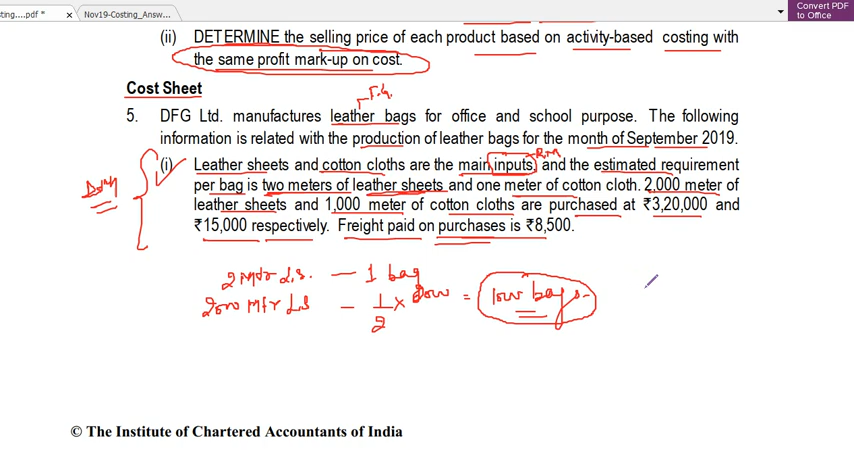 sting....pdf *  ×  Nov19-Costing_Answ...
Convert PDF
to Office
(ii) DETERMINE the selling price of each product based on activity-based costing with
the same profit mark-up on cost.
Cost Sheet
F.G.
5. DFG Ltd. manufactures leather bags for office and school purpose. The following
information is related with the production of leather bags for the month of September 2019.
R.M
(i) Leather sheets and cotton cloths are the main inputs and the estimated requirement
per bag is two meters of leather sheets and one meter of cotton cloth. 2,000 meter of
leather sheets and 1,000 meter of cotton cloths are purchased at ₹3,20,000 and
₹15,000 respectively. Freight paid on purchases is ₹8,500.
2 Mtr L.S. — 1 bag
2000 Mtr LS — 1/2 × 2000 = 1000 bags.
© The Institute of Chartered Accountants of India